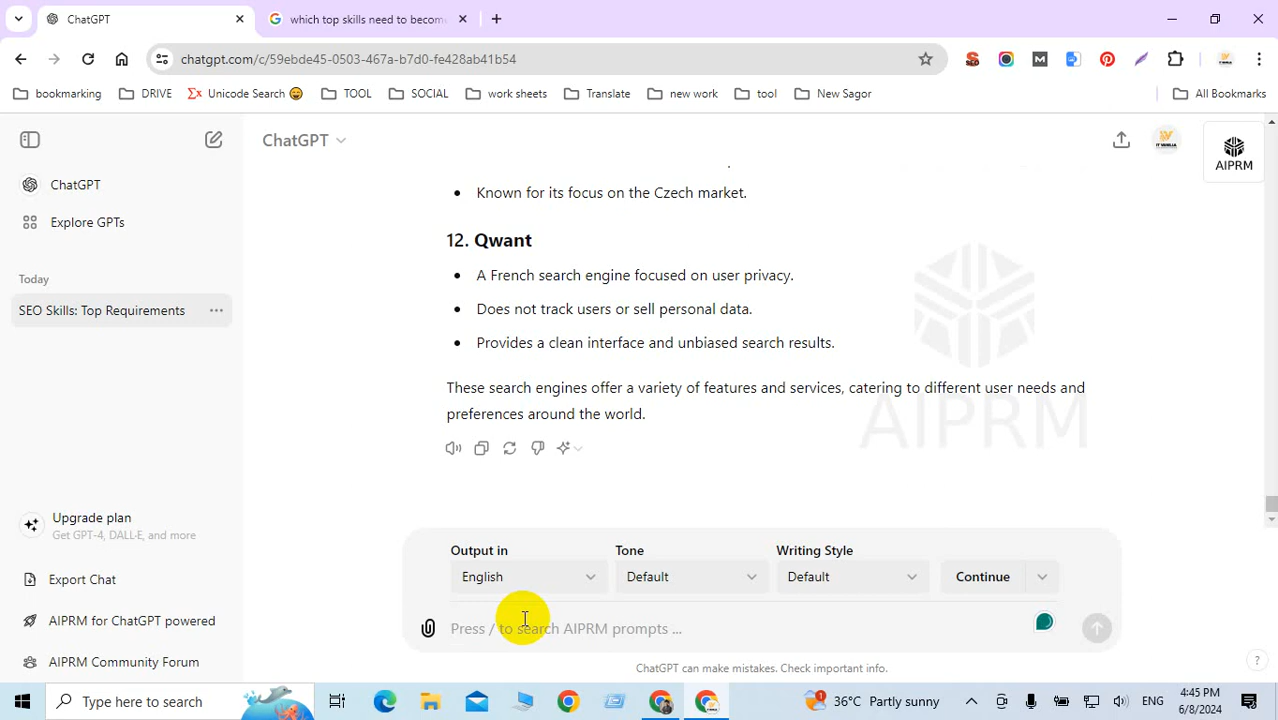 ChatGPT
which top skills need to becom
chatgpt.com/c/59ebde45-0503-467a-b7d0-fe428ab41b54
bookmarking
DRIVE
Unicode Search
TOOL
SOCIAL
work sheets
Translate
new work
tool
New Sagor
All Bookmarks
ChatGPT
AIPRM
ChatGPT
Explore GPTs
Today
SEO Skills: Top Requirements
Known for its focus on the Czech market.
12. Qwant
A French search engine focused on user privacy.
Does not track users or sell personal data.
Provides a clean interface and unbiased search results.
These search engines offer a variety of features and services, catering to different user needs and
preferences around the world.
AIPRM
Upgrade plan
Get GPT-4, DALL·E, and more
Export Chat
AIPRM for ChatGPT powered
AIPRM Community Forum
Output in
Tone
Writing Style
English
Default
Default
Continue
Press / to search AIPRM prompts ...
ChatGPT can make mistakes. Check important info.
?
Type here to search
1
36°C Partly sunny
ENG
4:45 PM
6/8/2024